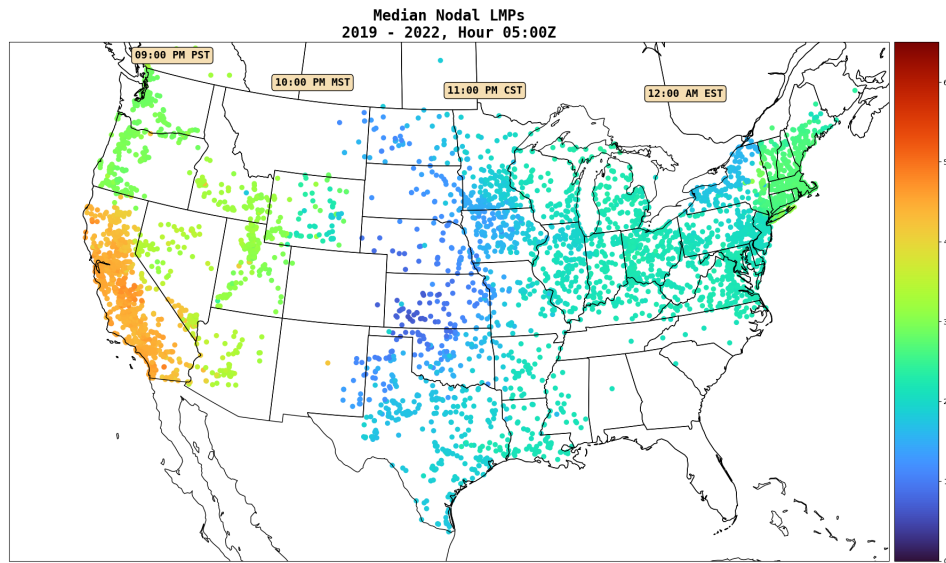 Median Nodal LMPs
2019 - 2022, Hour 05:00Z
09:00 PM PST
10:00 PM MST
11:00 PM CST
12:00 AM EST